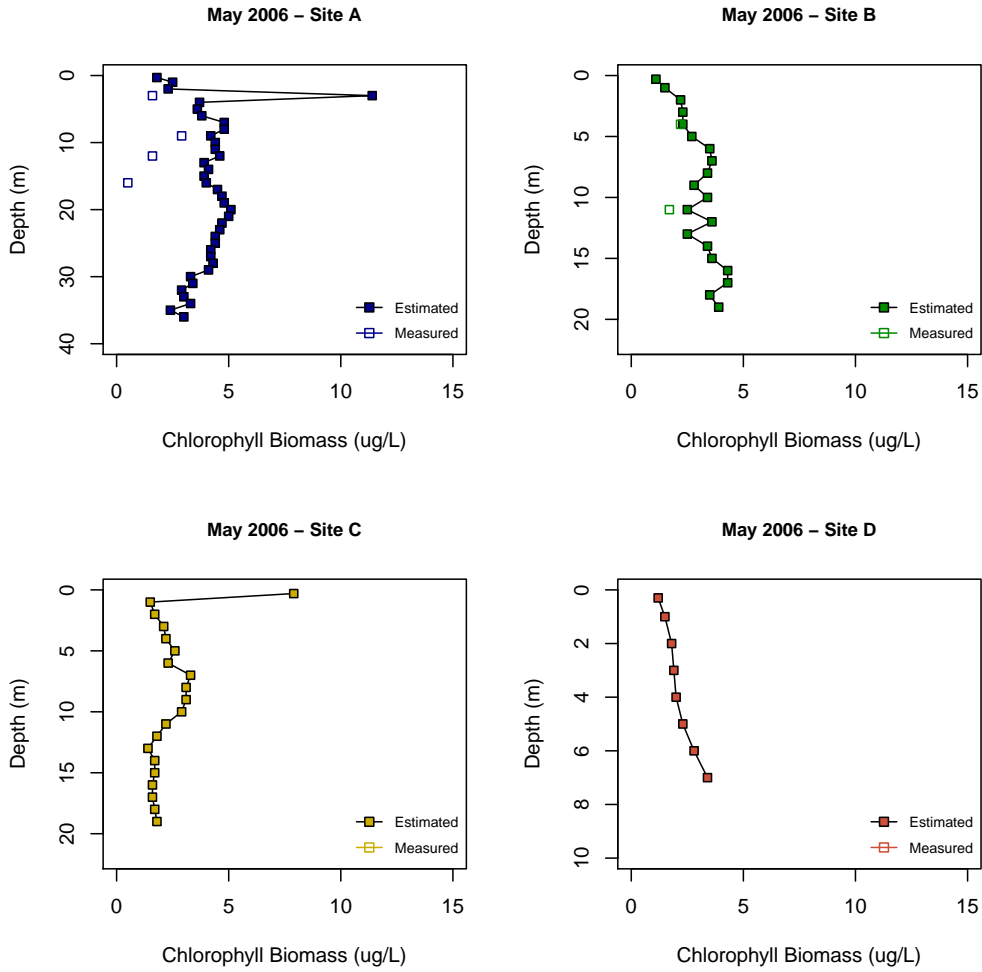 May 2006 – Site A
0
10
20
30
40
Depth (m)
Estimated
Measured
0 5 10 15
Chlorophyll Biomass (ug/L)
May 2006 – Site B
0
5
10
15
20
Depth (m)
Estimated
Measured
0 5 10 15
Chlorophyll Biomass (ug/L)
May 2006 – Site C
0
5
10
15
20
Depth (m)
Estimated
Measured
0 5 10 15
Chlorophyll Biomass (ug/L)
May 2006 – Site D
0
2
4
6
8
10
Depth (m)
Estimated
Measured
0 5 10 15
Chlorophyll Biomass (ug/L)